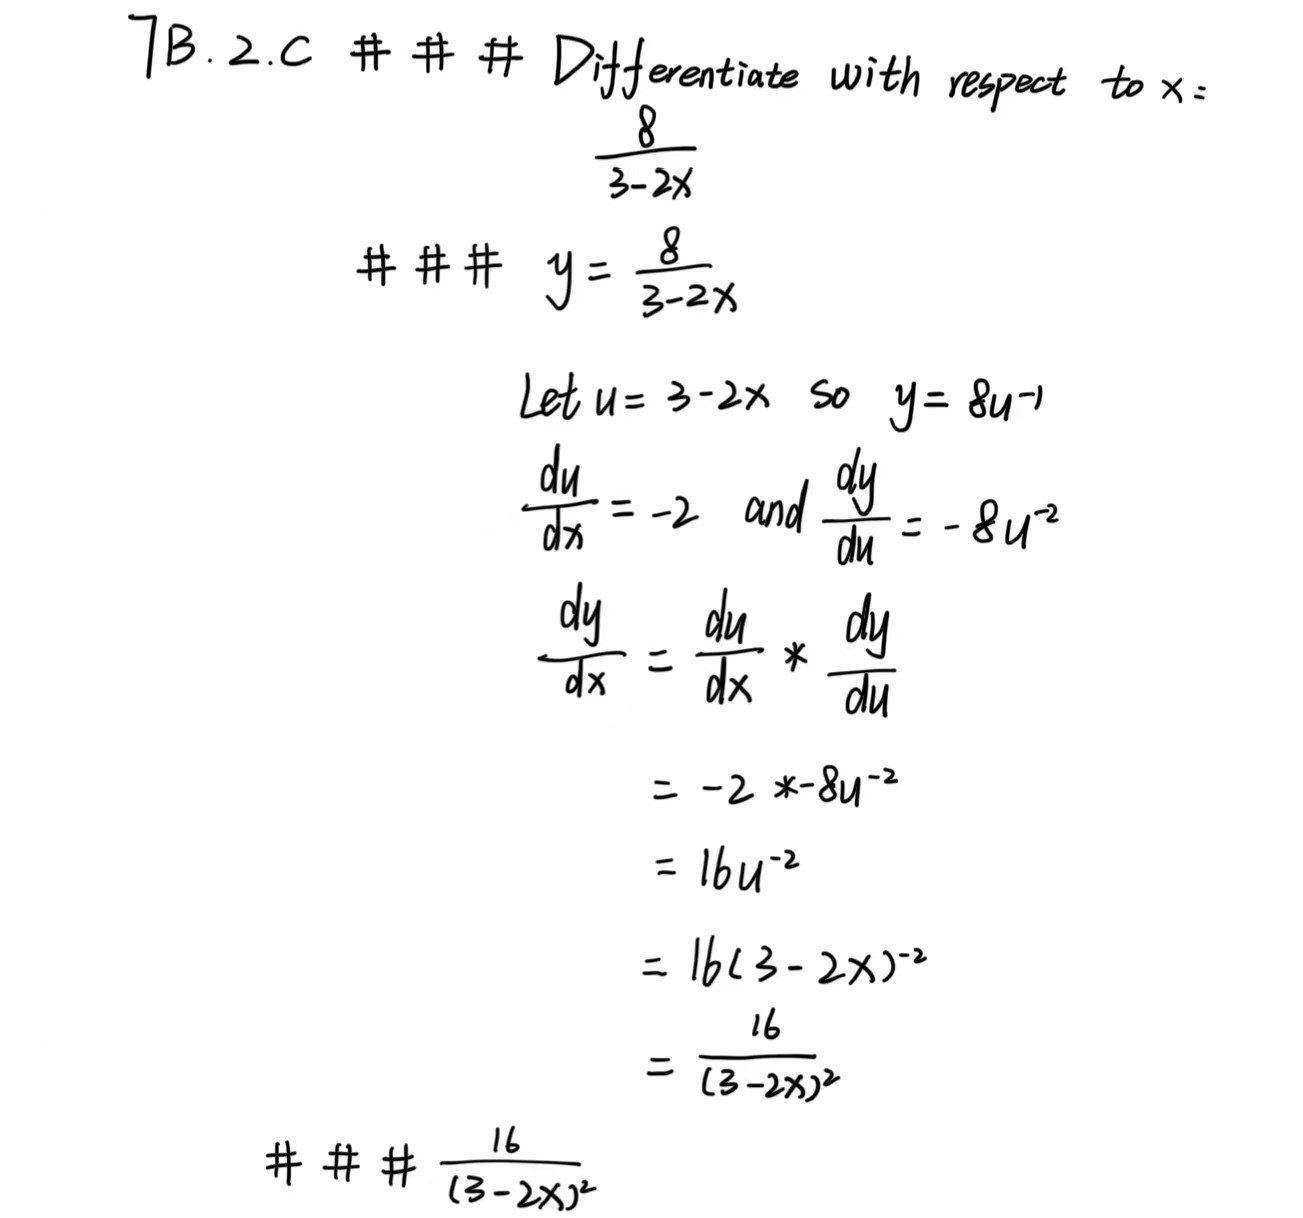 7B.2.C # # # Differentiate with respect to x:
\frac{8}{3-2x}
# # # y = \frac{8}{3-2x}
Let u = 3-2x so y = 8u^{-1}
\frac{du}{dx} = -2 and \frac{dy}{du} = -8u^{-2}
\frac{dy}{dx} = \frac{du}{dx} * \frac{dy}{du}
= -2 * -8u^{-2}
= 16u^{-2}
= 16(3-2x)^{-2}
= \frac{16}{(3-2x)^2}
# # # \frac{16}{(3-2x)^2}